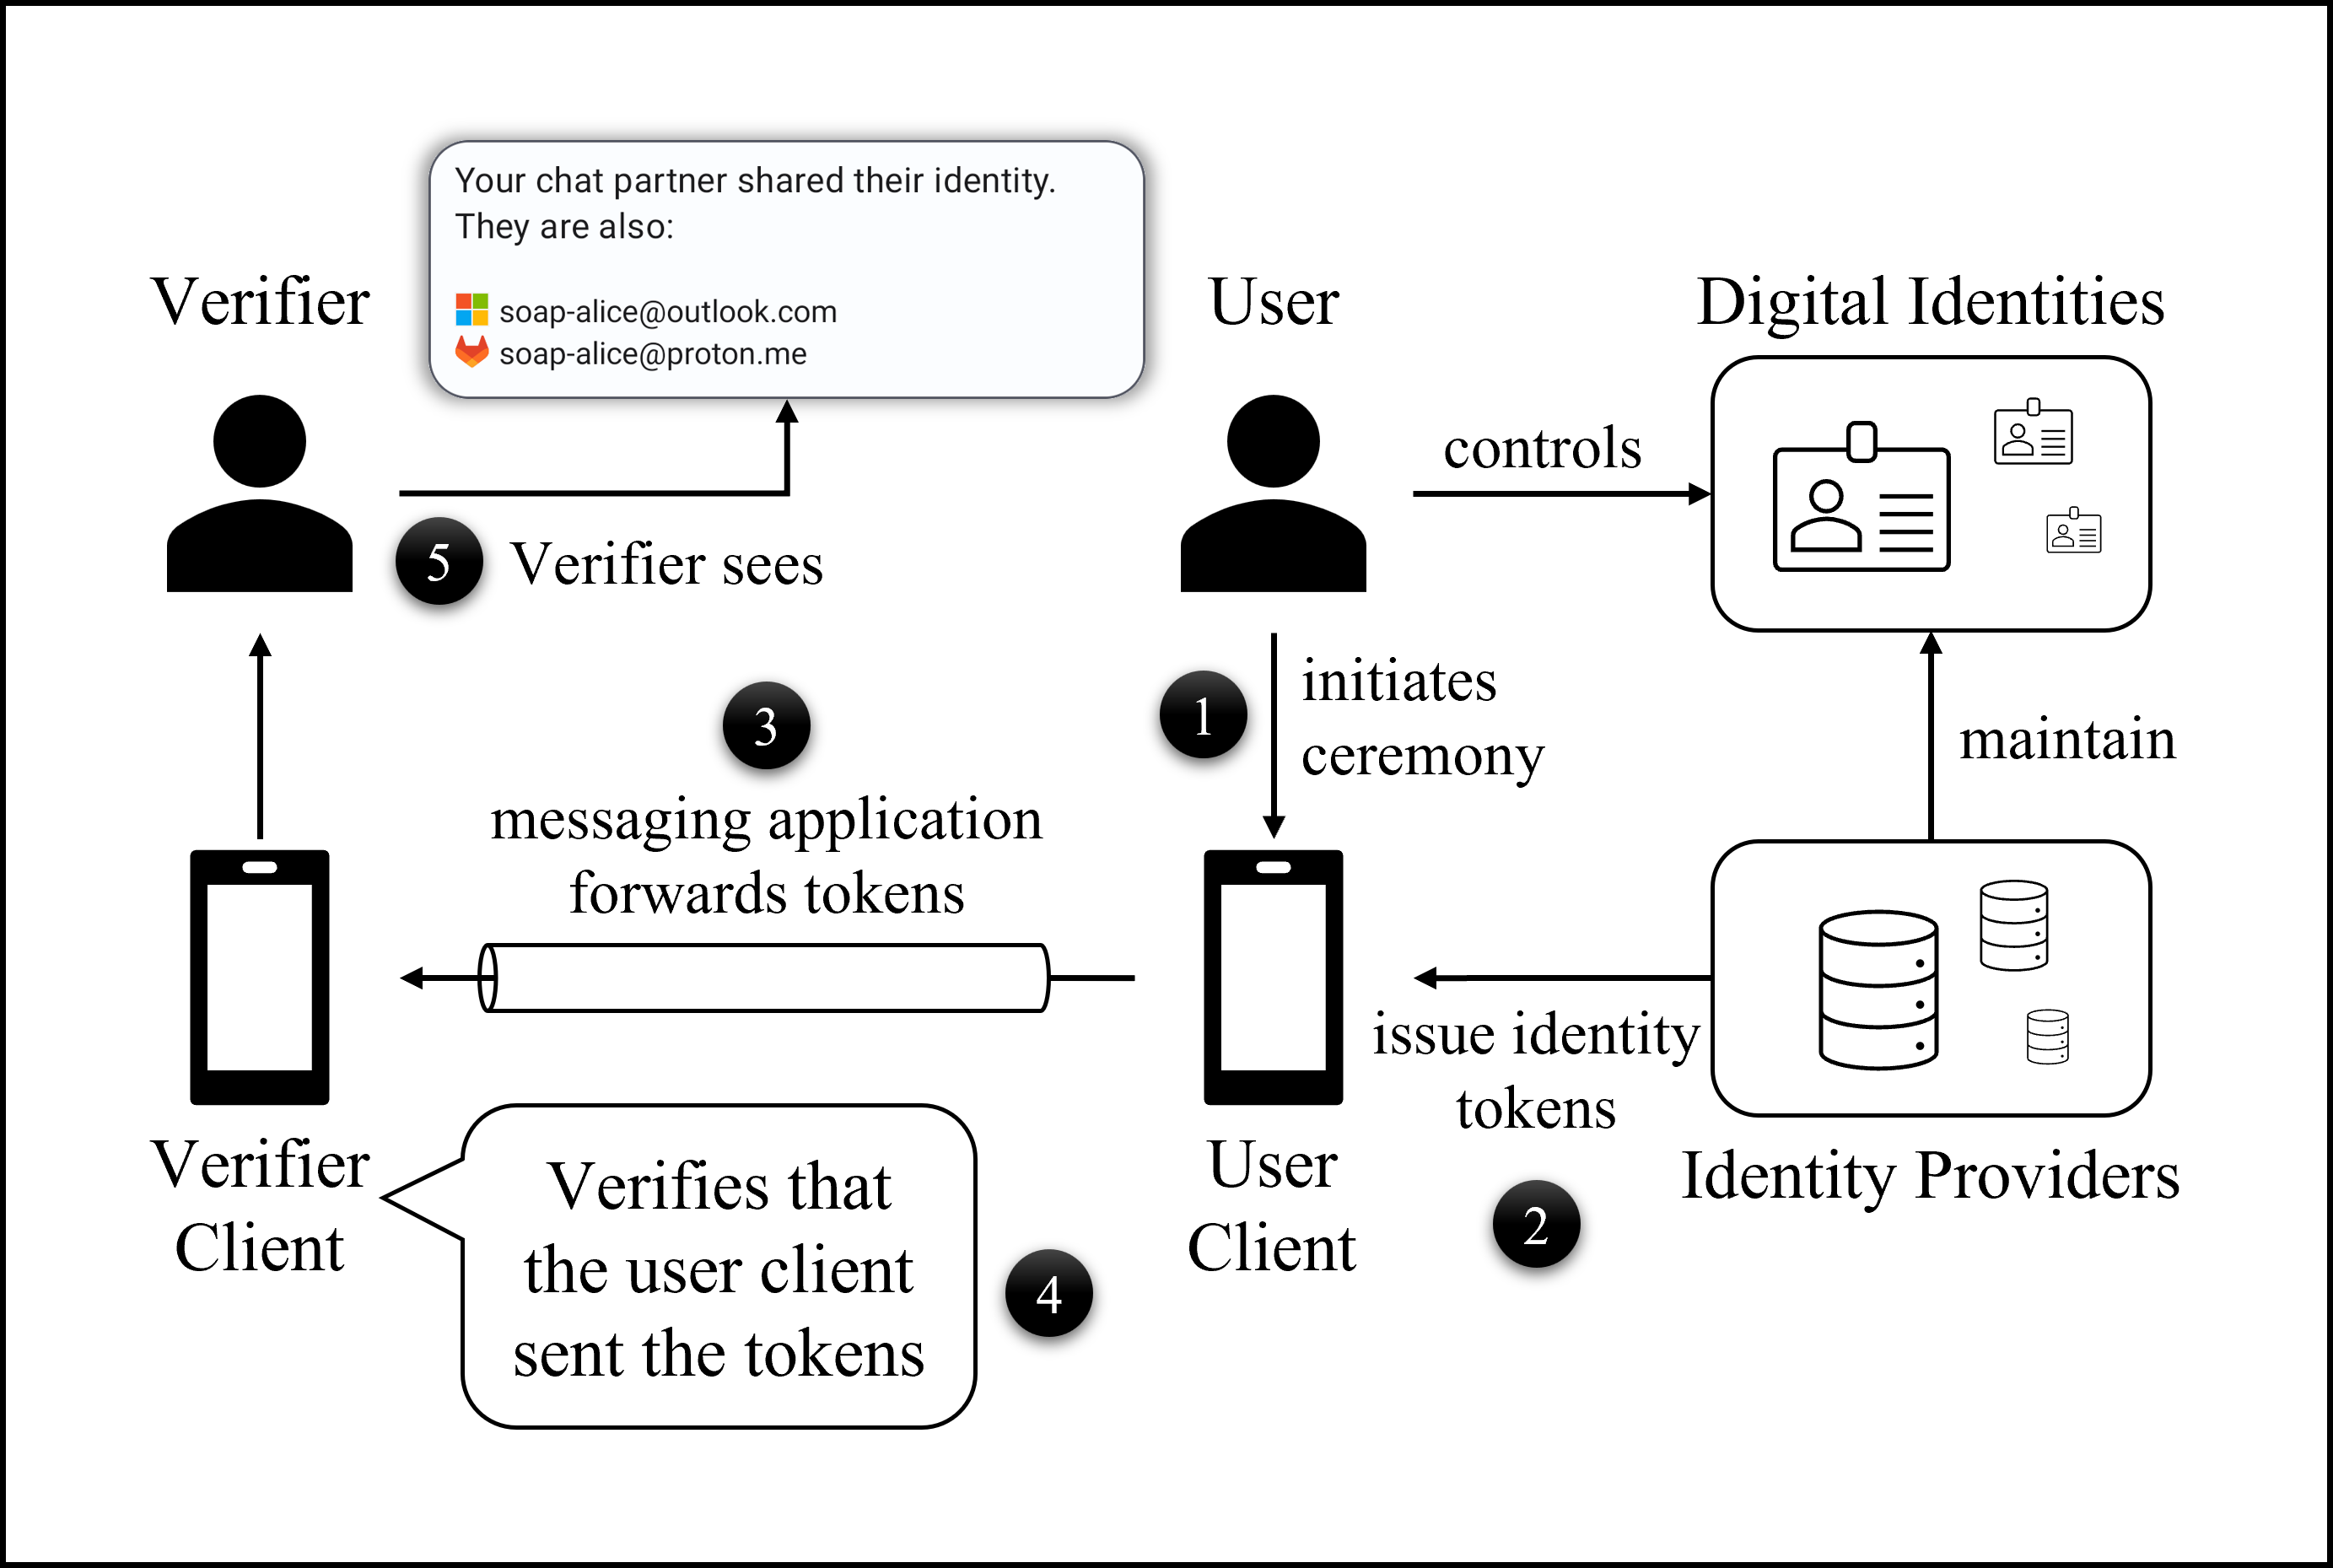 Your chat partner shared their identity.
They are also:
soap-alice@outlook.com
soap-alice@proton.me
Verifier
User
Digital Identities
controls
5
Verifier sees
1
initiates
ceremony
3
messaging application
forwards tokens
maintain
issue identity
tokens
2
Identity Providers
User
Client
Verifier
Client
Verifies that
the user client
sent the tokens
4